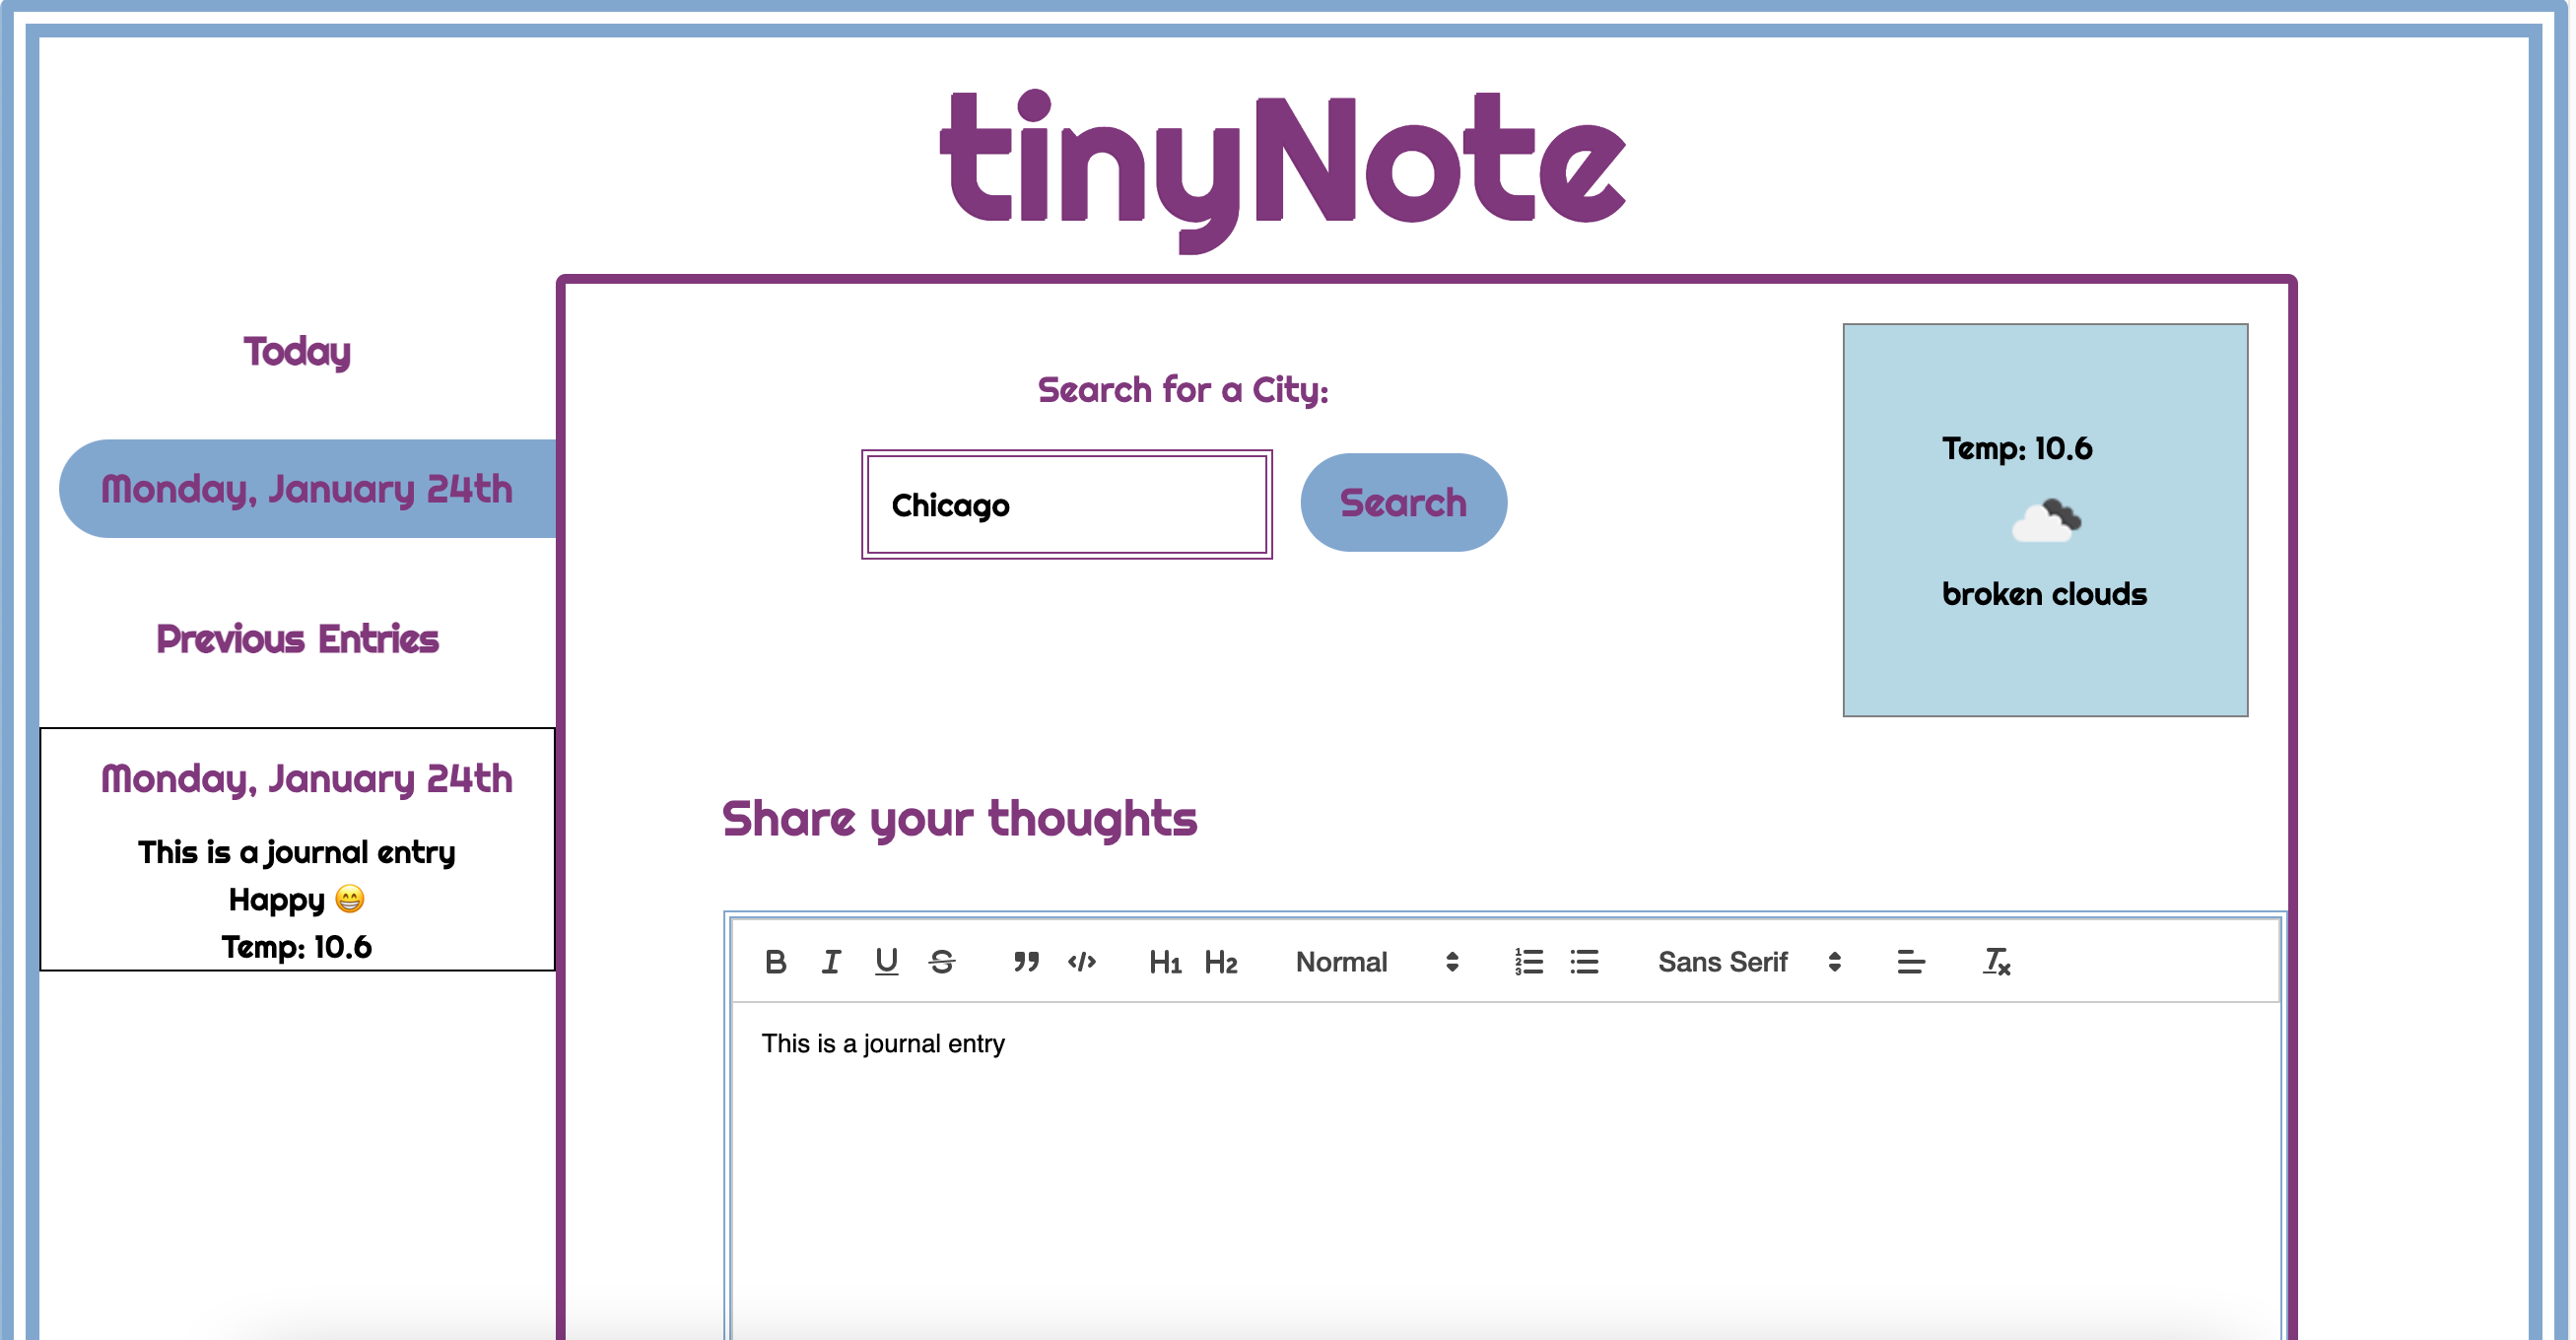 tinyNote
Today
Monday, January 24th
Previous Entries
Monday, January 24th
This is a journal entry
Happy 😁
Temp: 10.6
Search for a City:
Chicago
Search
Temp: 10.6
broken clouds
Share your thoughts
B I U S ” </> H1 H2 Normal Sans Serif
This is a journal entry